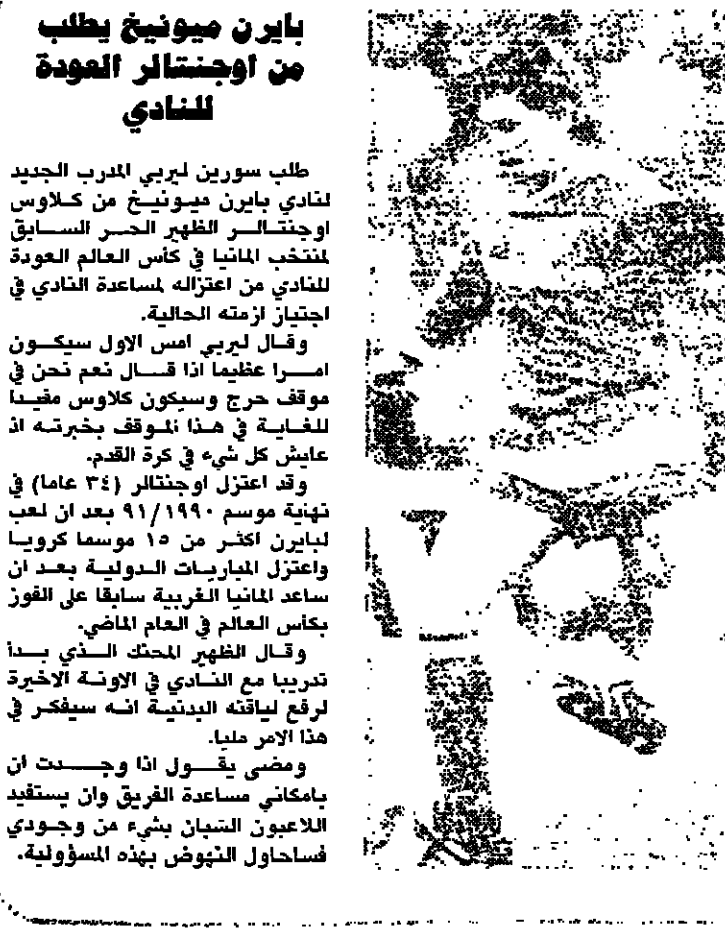 بايرن ميونيخ يطلب
من اوجنتالر العودة
للنادي
طلب سورين ليربي المدرب الجديد
لنادي بايرن ميونيخ من كلاوس
اوجنتالر الظهير الحر السابق
لمنتخب المانيا في كأس العالم العودة
للنادي من اعتزاله لمساعدة النادي في
اجتياز ازمته الحالية.
وقال ليربي امس الاول سيكون
امرا عظيما اذا قال نعم نحن في
موقف حرج وسيكون كلاوس مفيدا
للغاية في هذا الموقف بخبرته اذ
عايش كل شيء في كرة القدم.
وقد اعتزل اوجنتالر (٣٤ عاما) في
نهاية موسم ٩١/١٩٩٠ بعد ان لعب
لبايرن اكثر من ١٥ موسما كرويا
واعتزل المباريات الدولية بعد ان
ساعد المانيا الغربية سابقا على الفوز
بكأس العالم في العام الماضي.
وقال الظهير المحنك الذي بدأ
تدريبا مع النادي في الاونة الاخيرة
لرفع لياقته البدنية انه سيفكر في
هذا الامر مليا.
ومضى يقول اذا وجدت ان
بامكاني مساعدة الفريق وان يستفيد
اللاعبون الشبان بشيء من وجودي
فساحاول النهوض بهذه المسؤولية.